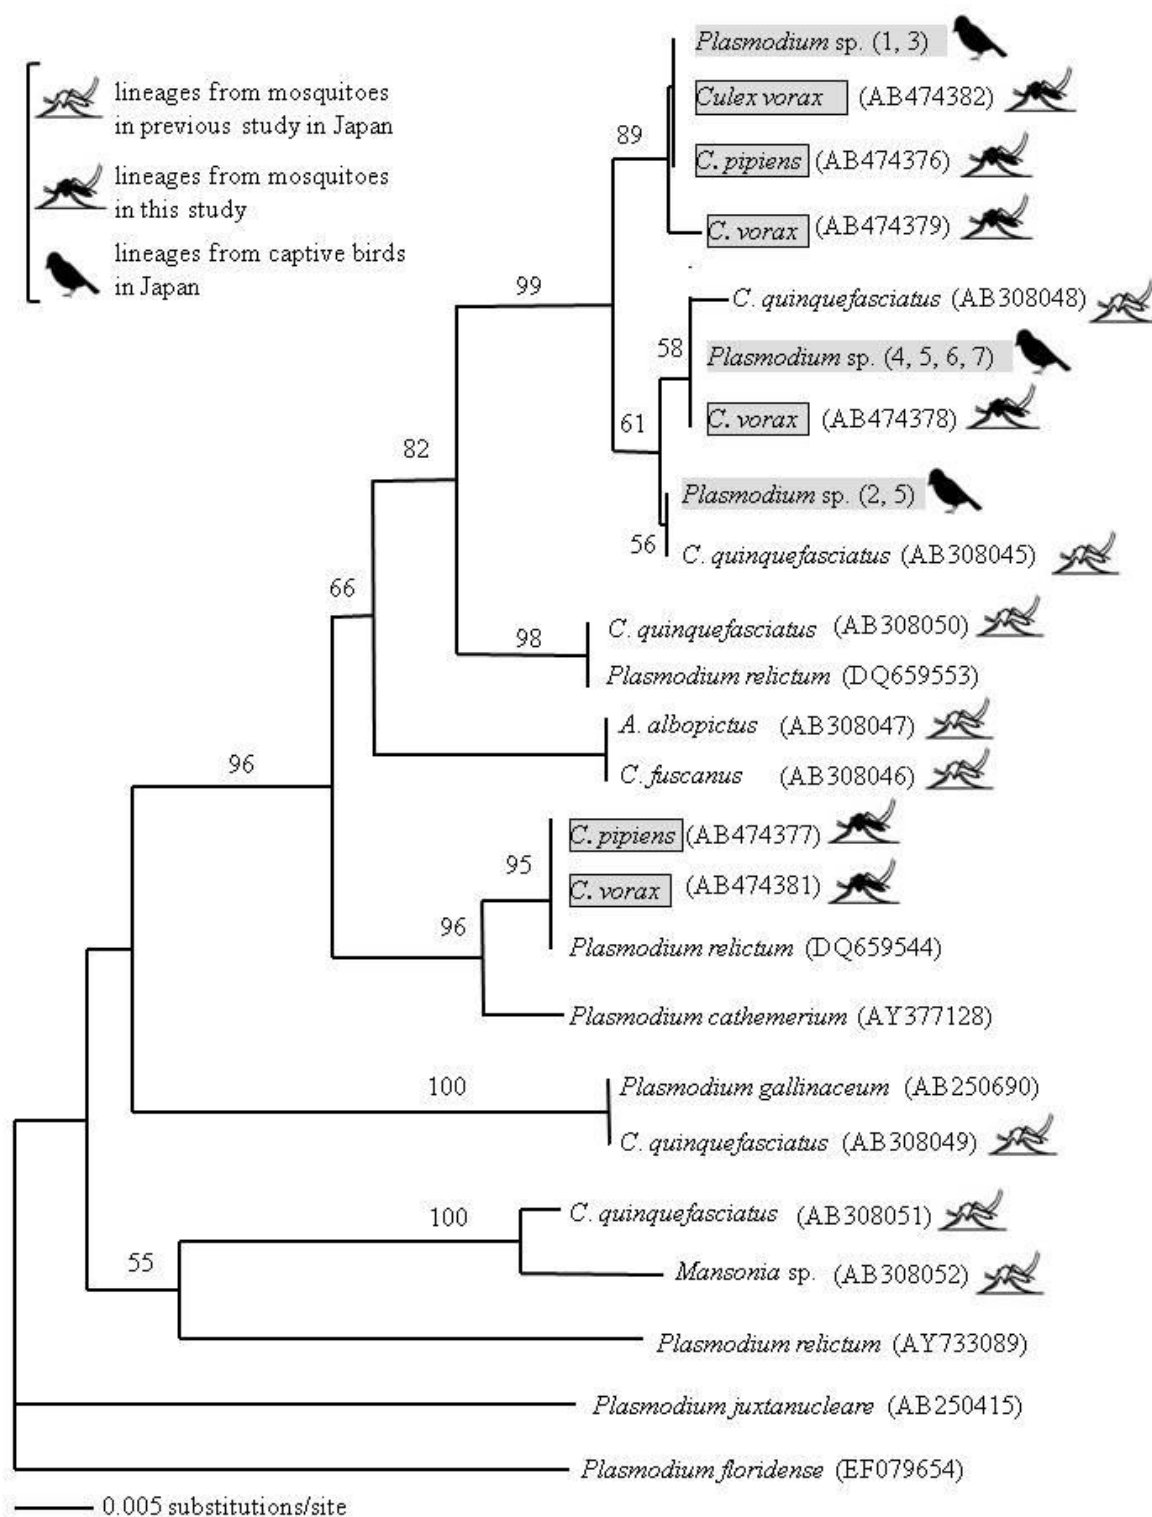 lineages from mosquitoes
in previous study in Japan
lineages from mosquitoes
in this study
lineages from captive birds
in Japan
Plasmodium sp. (1, 3)
Culex vorax (AB474382)
89
C. pipiens (AB474376)
C. vorax (AB474379)
99
C. quinquefasciatus (AB308048)
58
Plasmodium sp. (4, 5, 6, 7)
C. vorax (AB474378)
61
82
Plasmodium sp. (2, 5)
56
C. quinquefasciatus (AB308045)
66
C. quinquefasciatus (AB308050)
98
Plasmodium relictum (DQ659553)
A. albopictus (AB308047)
96
C. fuscanus (AB308046)
C. pipiens (AB474377)
95
C. vorax (AB474381)
96
Plasmodium relictum (DQ659544)
Plasmodium cathemerium (AY377128)
100
Plasmodium gallinaceum (AB250690)
C. quinquefasciatus (AB308049)
100
C. quinquefasciatus (AB308051)
55
Mansonia sp. (AB308052)
Plasmodium relictum (AY733089)
Plasmodium juxtanucleare (AB250415)
Plasmodium floridense (EF079654)
0.005 substitutions/site